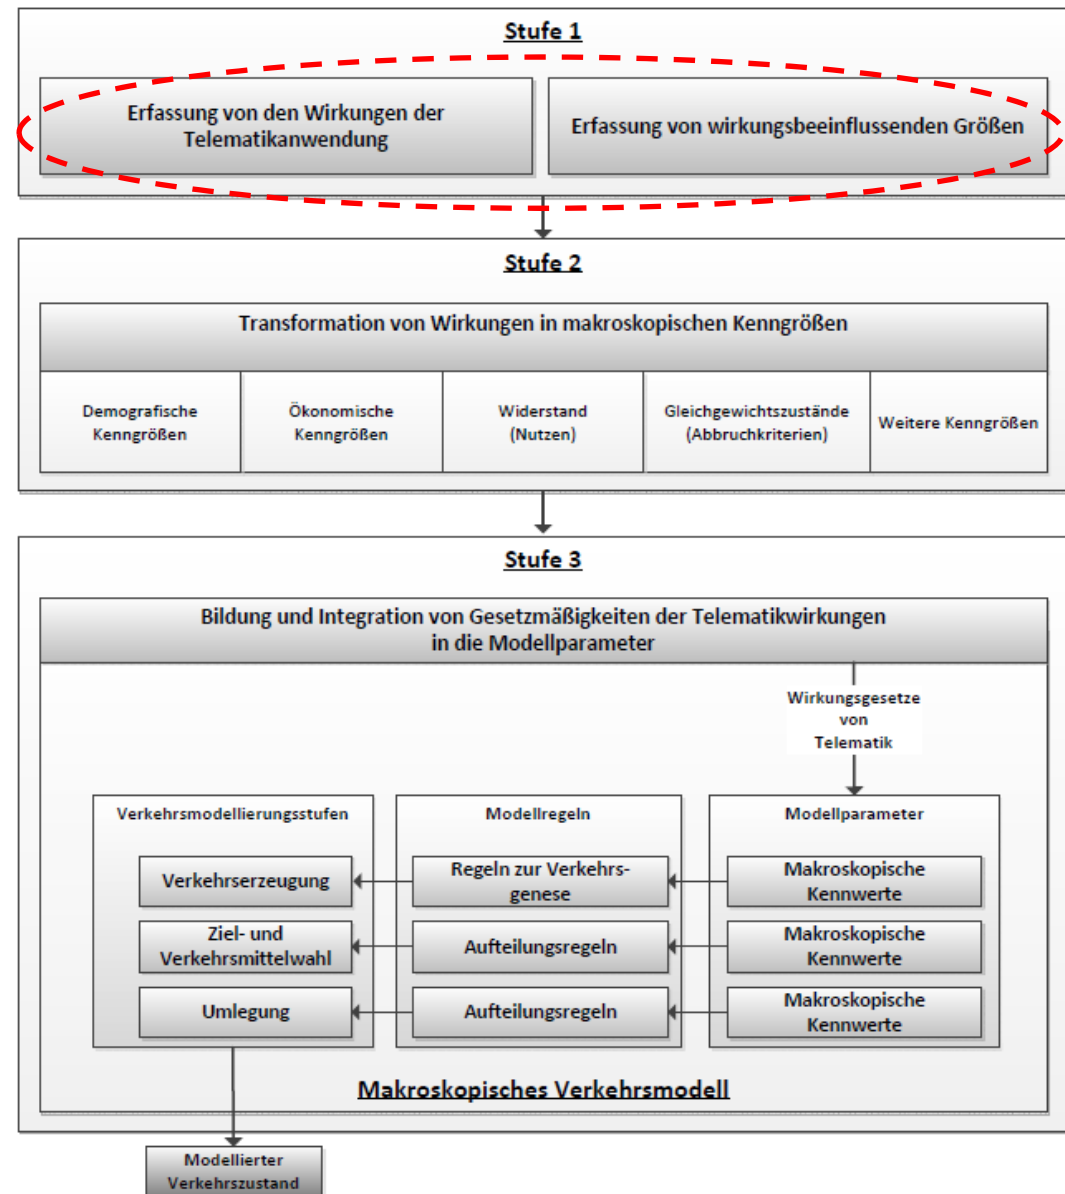 Stufe 1
Erfassung von den Wirkungen der
Telematikanwendung
Erfassung von wirkungsbeeinflussenden Größen
Stufe 2
Transformation von Wirkungen in makroskopischen Kenngrößen
Demografische
Kenngrößen
Ökonomische
Kenngrößen
Widerstand
(Nutzen)
Gleichgewichtszustände
(Abbruchkriterien)
Weitere Kenngrößen
Stufe 3
Bildung und Integration von Gesetzmäßigkeiten der Telematikwirkungen
in die Modellparameter
Wirkungsgesetze
von
Telematik
Verkehrsmodellierungsstufen
Modellregeln
Modellparameter
Verkehrserzeugung
Regeln zur Verkehrs-
genese
Makroskopische
Kennwerte
Ziel- und
Verkehrsmittelwahl
Aufteilungsregeln
Makroskopische
Kennwerte
Umlegung
Aufteilungsregeln
Makroskopische
Kennwerte
Makroskopisches Verkehrsmodell
Modellierter
Verkehrszustand